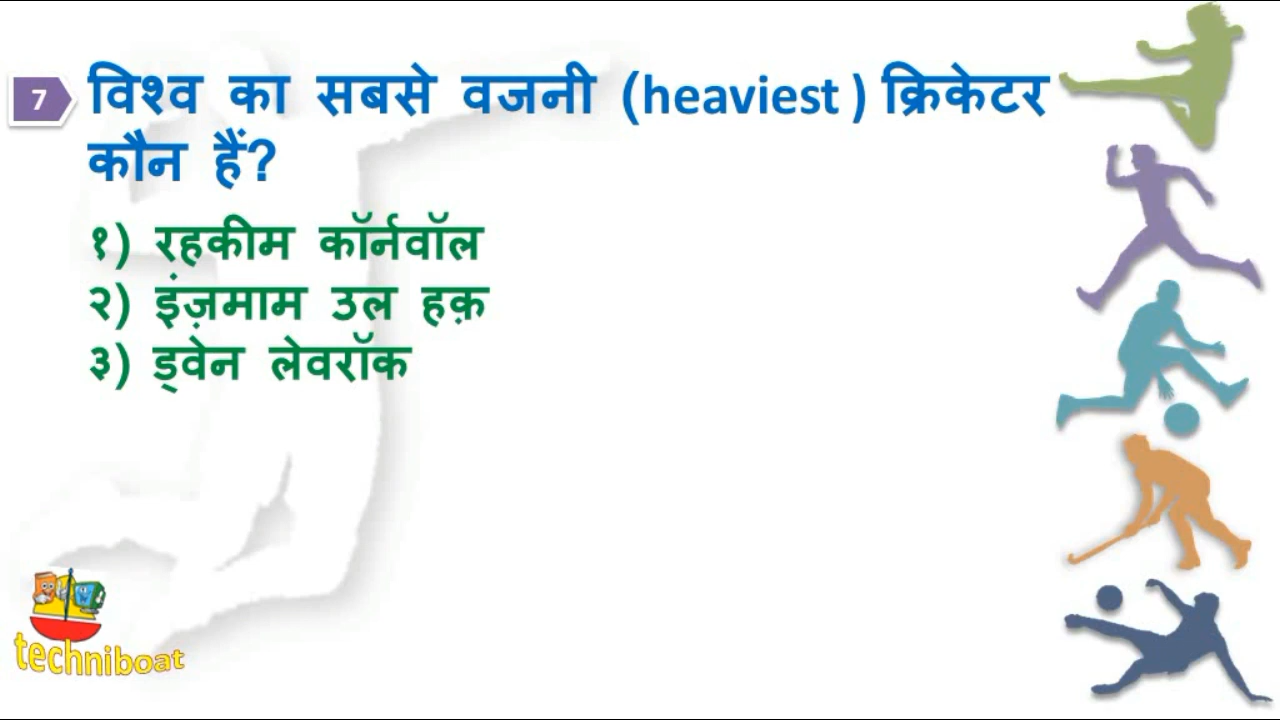 7
विश्व का सबसे वजनी (heaviest ) क्रिकेटर
कौन हैं?
१) रहकीम कॉर्नवॉल
२) इंज़माम उल हक़
३) ड्वेन लेवरॉक
techniboat